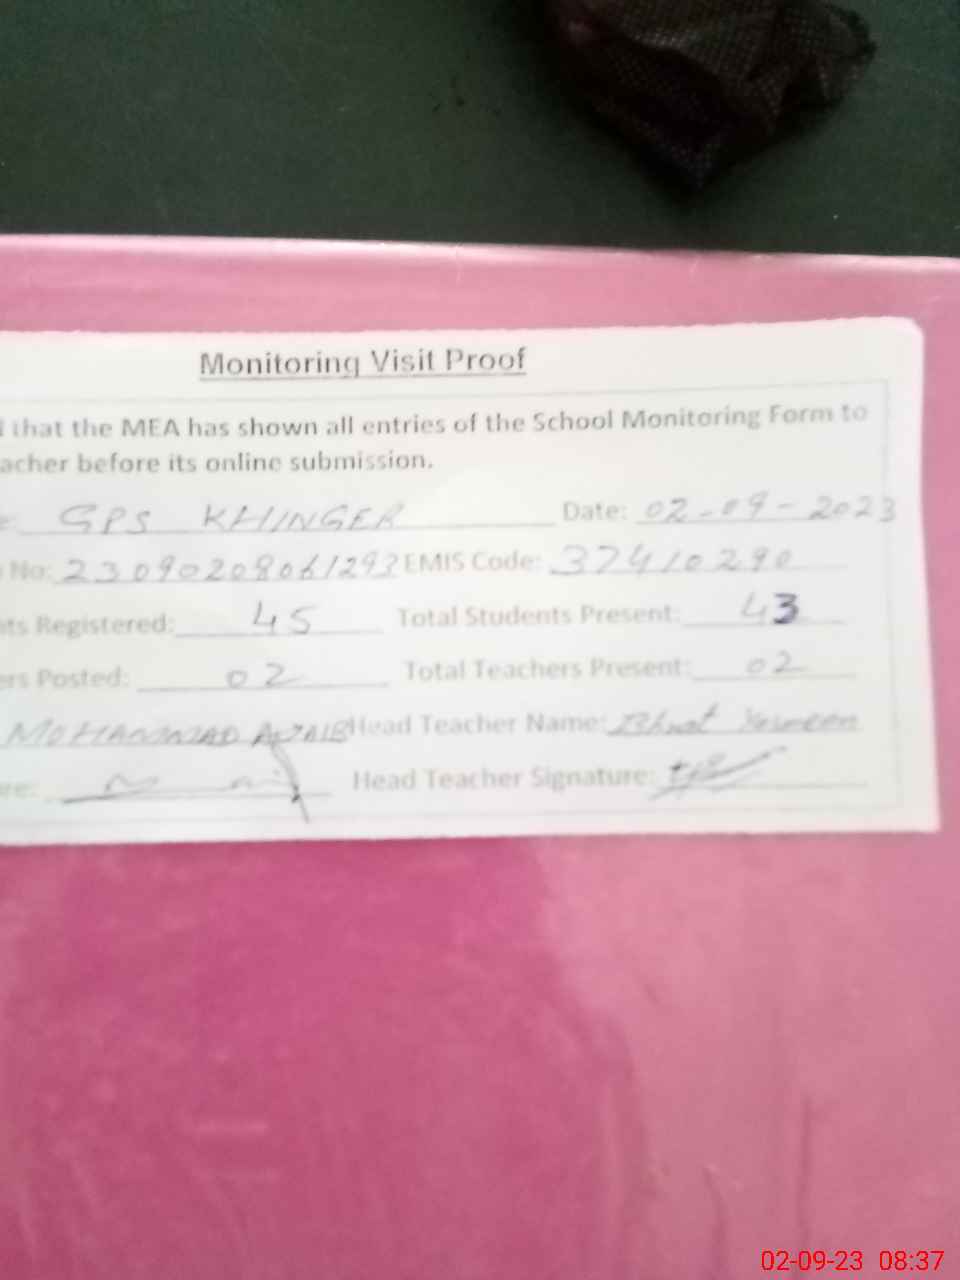 Monitoring Visit Proof
that the MEA has shown all entries of the School Monitoring Form to
acher before its online submission.
GPS KHINGER Date: 02-09-2023
No: 23090208061293 EMIS Code: 37410290
ts Registered: 45 Total Students Present: 43
ers Posted: 02 Total Teachers Present: 02
MOHAMMAD Head Teacher Name:
re: Head Teacher Signature:
02-09-23 08:37